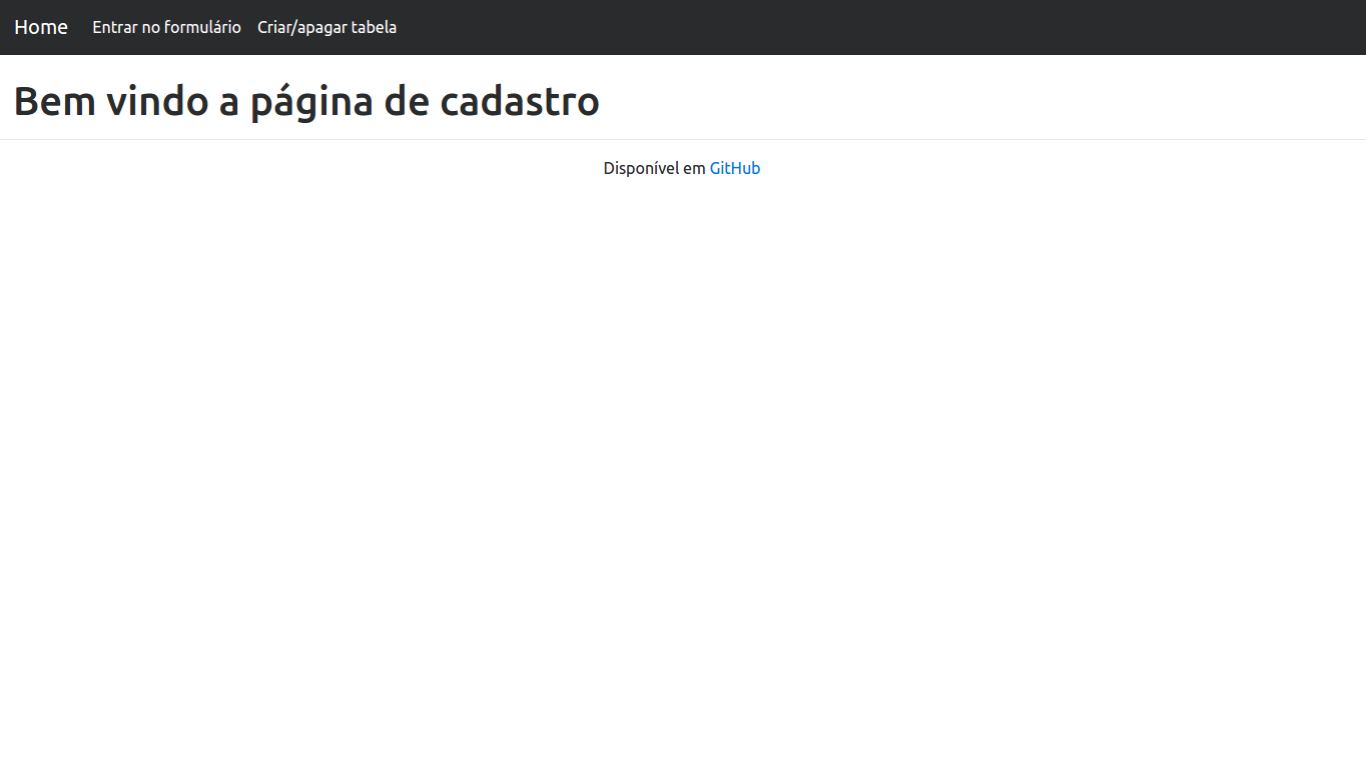 Home Entrar no formulário Criar/apagar tabela
Bem vindo a página de cadastro
Disponível em GitHub